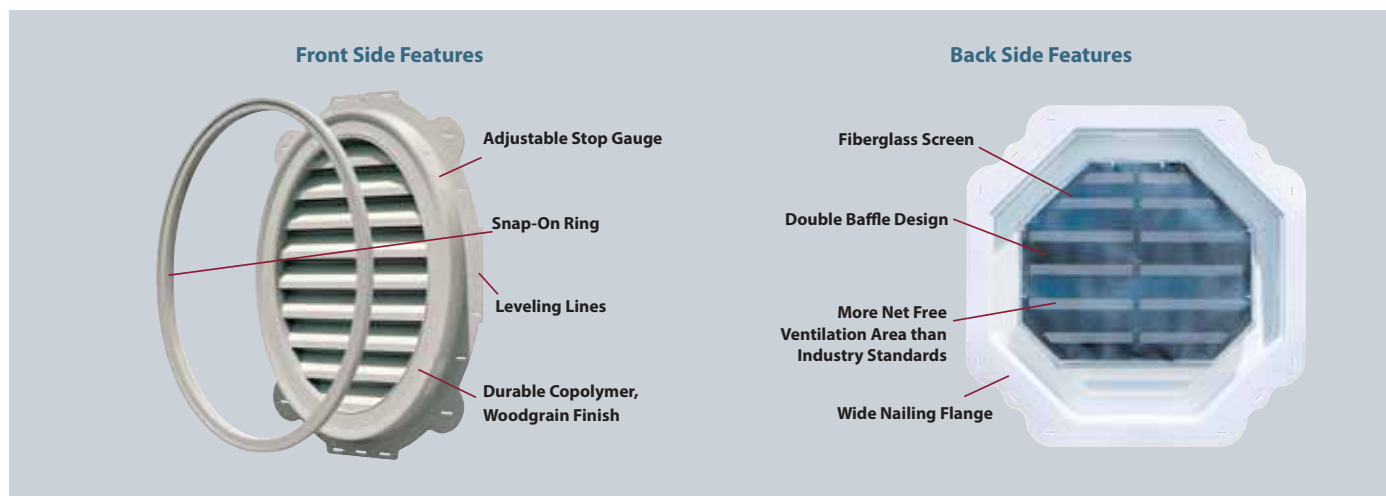 Front Side Features
Adjustable Stop Gauge
Snap-On Ring
Leveling Lines
Durable Copolymer,
Woodgrain Finish
Back Side Features
Fiberglass Screen
Double Baffle Design
More Net Free
Ventilation Area than
Industry Standards
Wide Nailing Flange